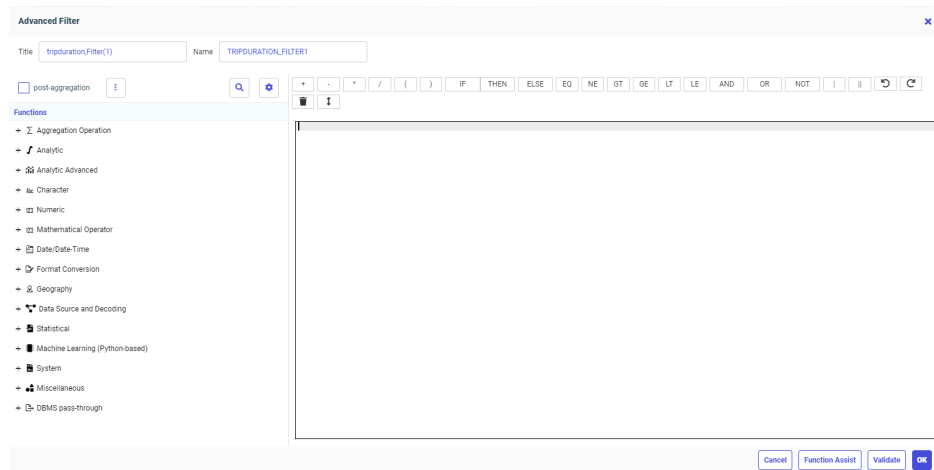 Advanced Filter
Title tripduration,Filter(1) Name TRIPDURATION_FILTER1
post-aggregation
+ - * / ( ) IF THEN ELSE EQ NE GT GE LT LE AND OR NOT | ||
Functions
+ Σ Aggregation Operation
+ Analytic
+ Analytic Advanced
+ Abc Character
+ 123 Numeric
+ 123 Mathematical Operator
+ Date/Date-Time
+ Format Conversion
+ Geography
+ Data Source and Decoding
+ Statistical
+ Machine Learning (Python-based)
+ System
+ Miscellaneous
+ DBMS pass-through
Cancel Function Assist Validate OK